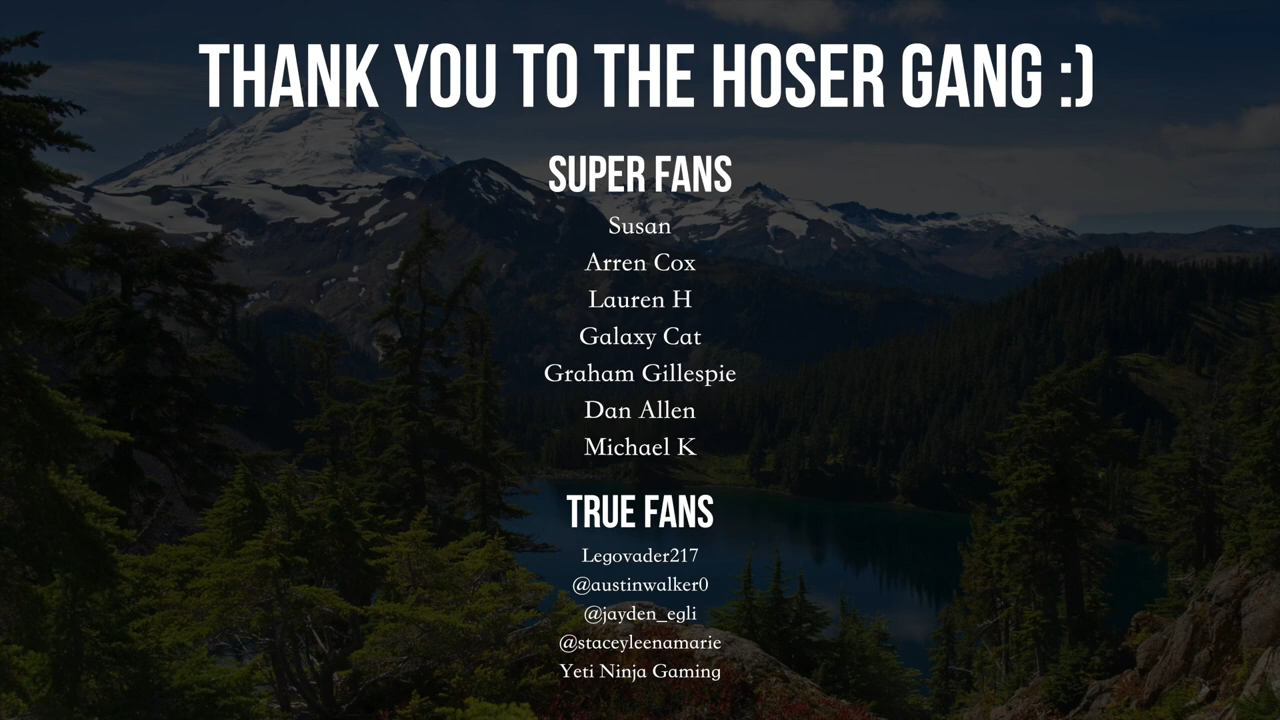 THANK YOU TO THE HOSER GANG :)
SUPER FANS
Susan
Arren Cox
Lauren H
Galaxy Cat
Graham Gillespie
Dan Allen
Michael K
TRUE FANS
Legovader217
@austinwalker0
@jayden_egli
@staceyleenamarie
Yeti Ninja Gaming